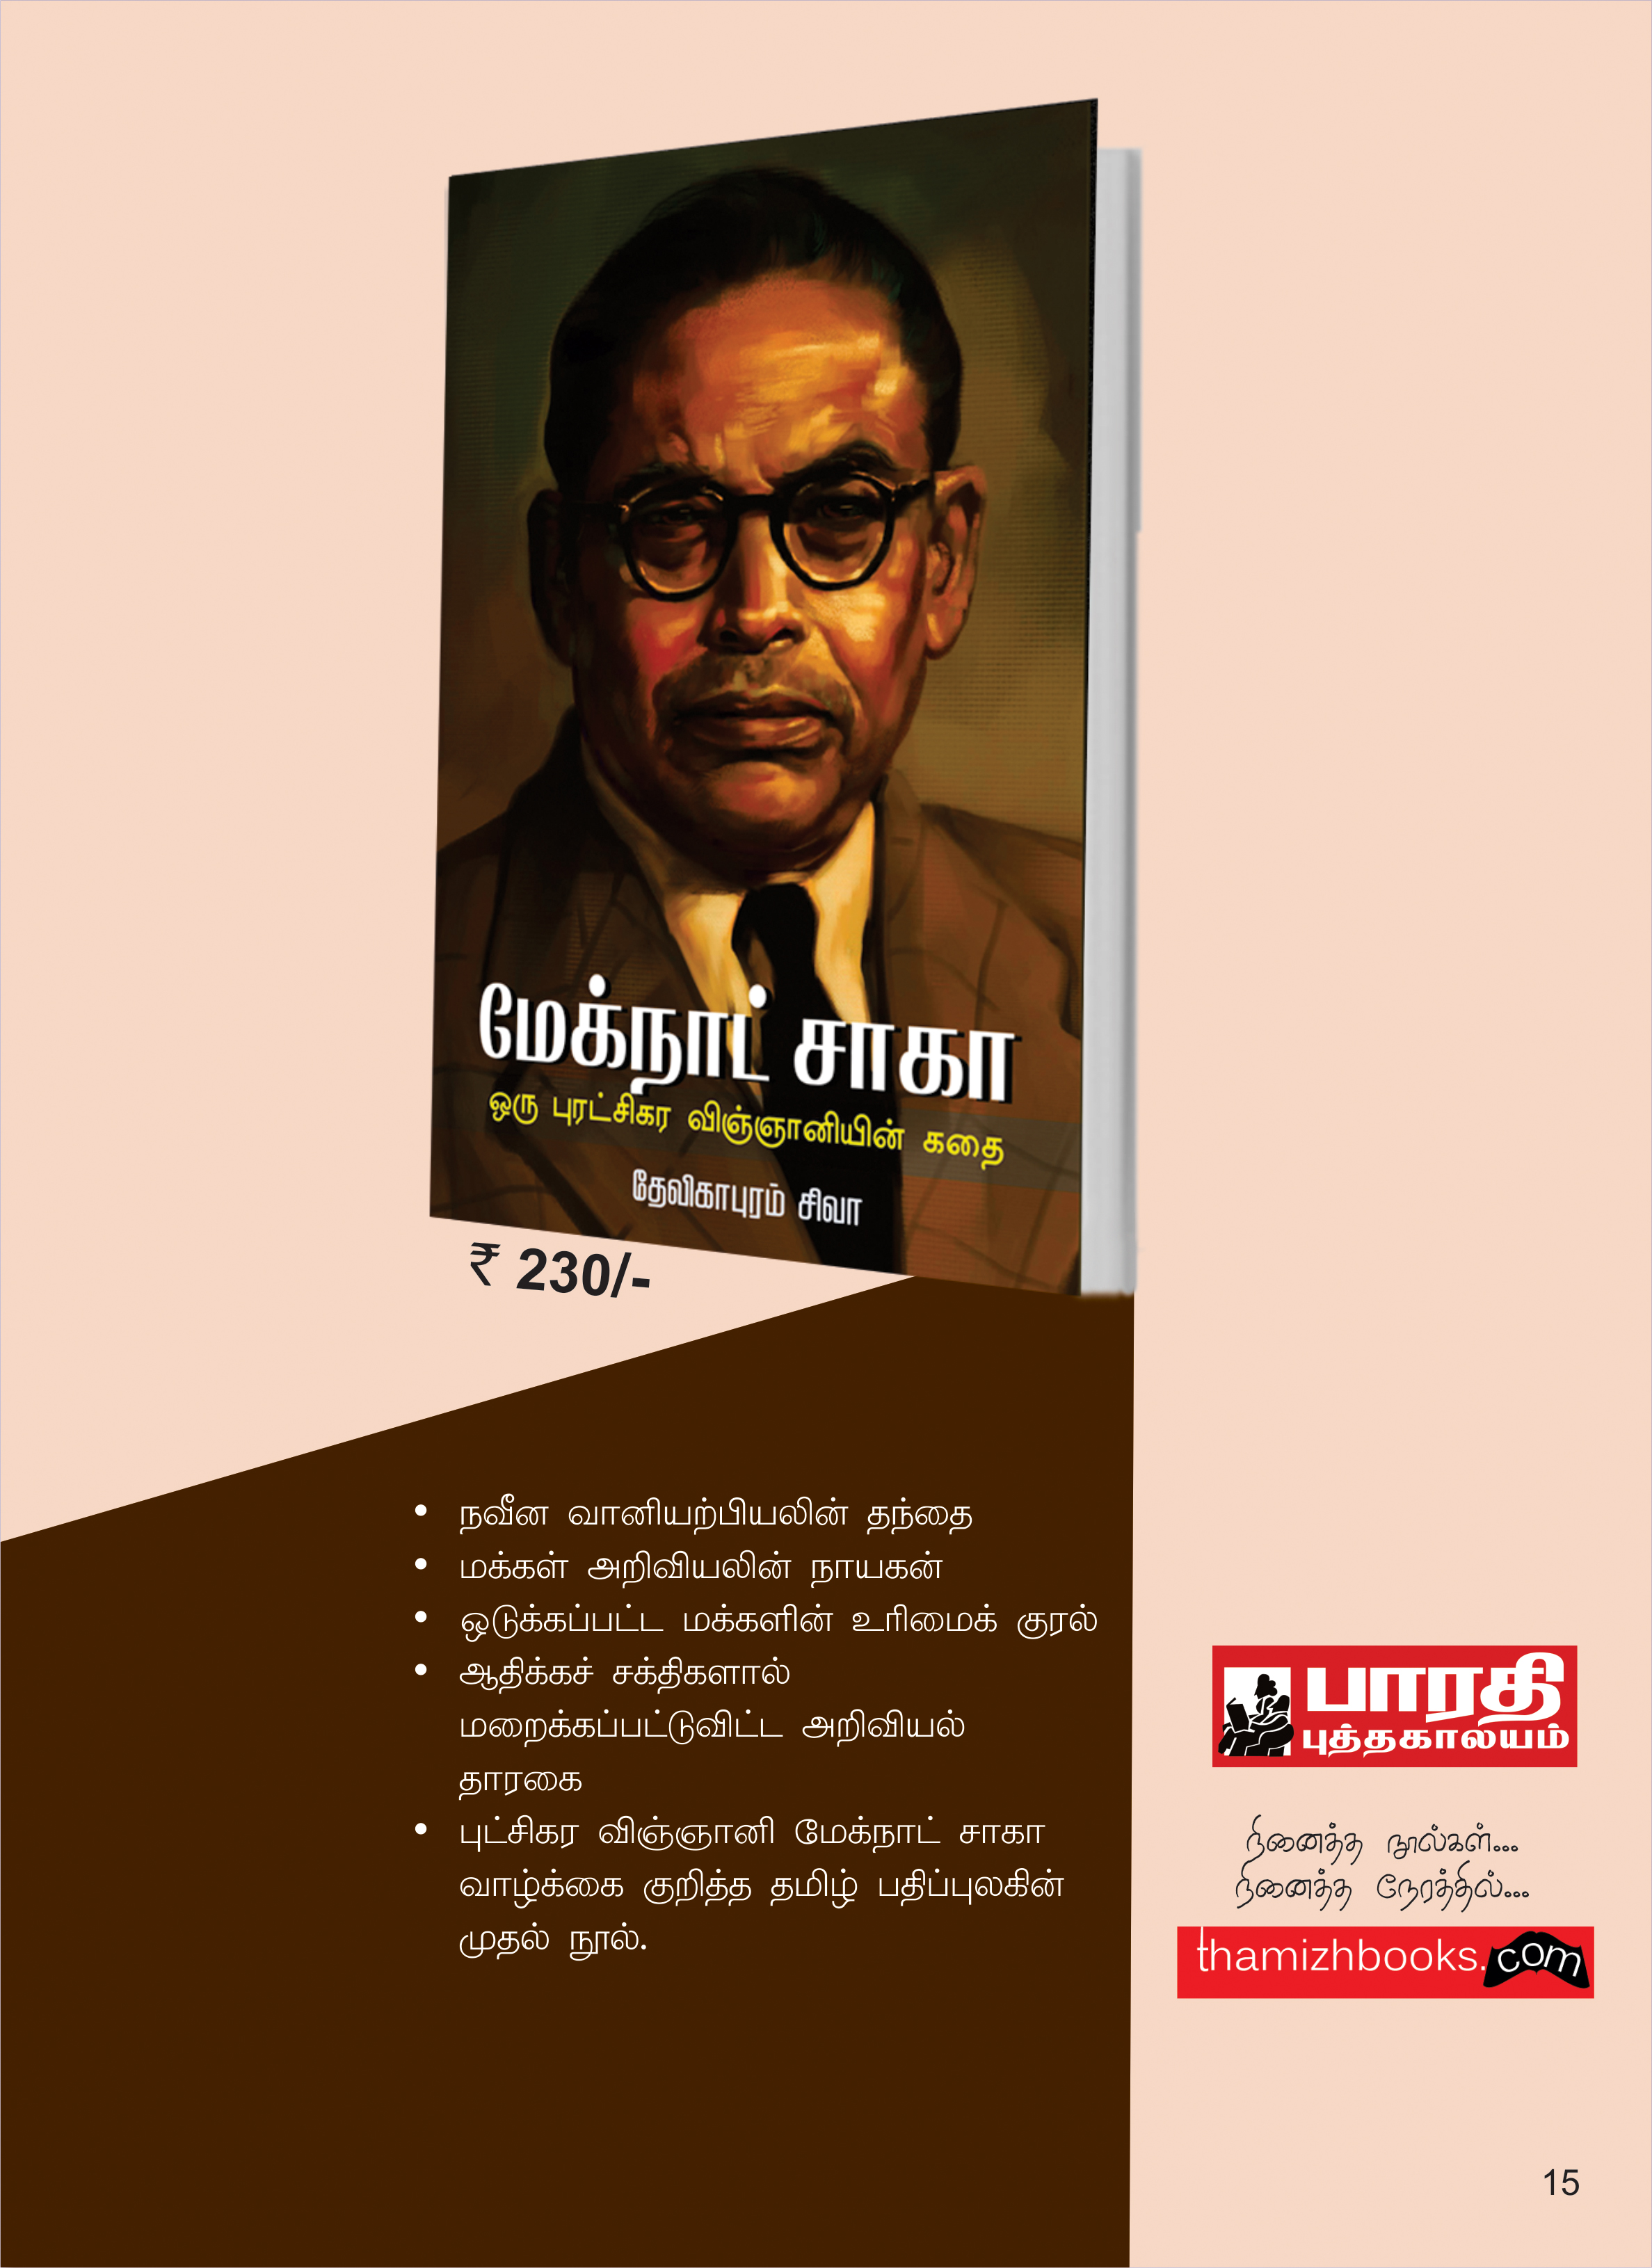 மேக்நாட் சாகா
ஒரு புரட்சிகர விஞ்ஞானியின் கதை
தேவிகாபுரம் சிவா
₹ 230/-
• நவீன வானியற்பியலின் தந்தை
• மக்கள் அறிவியலின் நாயகன்
• ஒடுக்கப்பட்ட மக்களின் உரிமைக் குரல்
• ஆதிக்கச் சக்திகளால்
மறைக்கப்பட்டுவிட்ட அறிவியல்
தாரகை
• புட்சிகர விஞ்ஞானி மேக்நாட் சாகா
வாழ்க்கை குறித்த தமிழ் பதிப்புலகின்
முதல் நூல்.
பாரதி
புத்தகாலயம்
நினைத்த நூல்கள்...
நினைத்த நேரத்தில்...
thamizhbooks.com
15